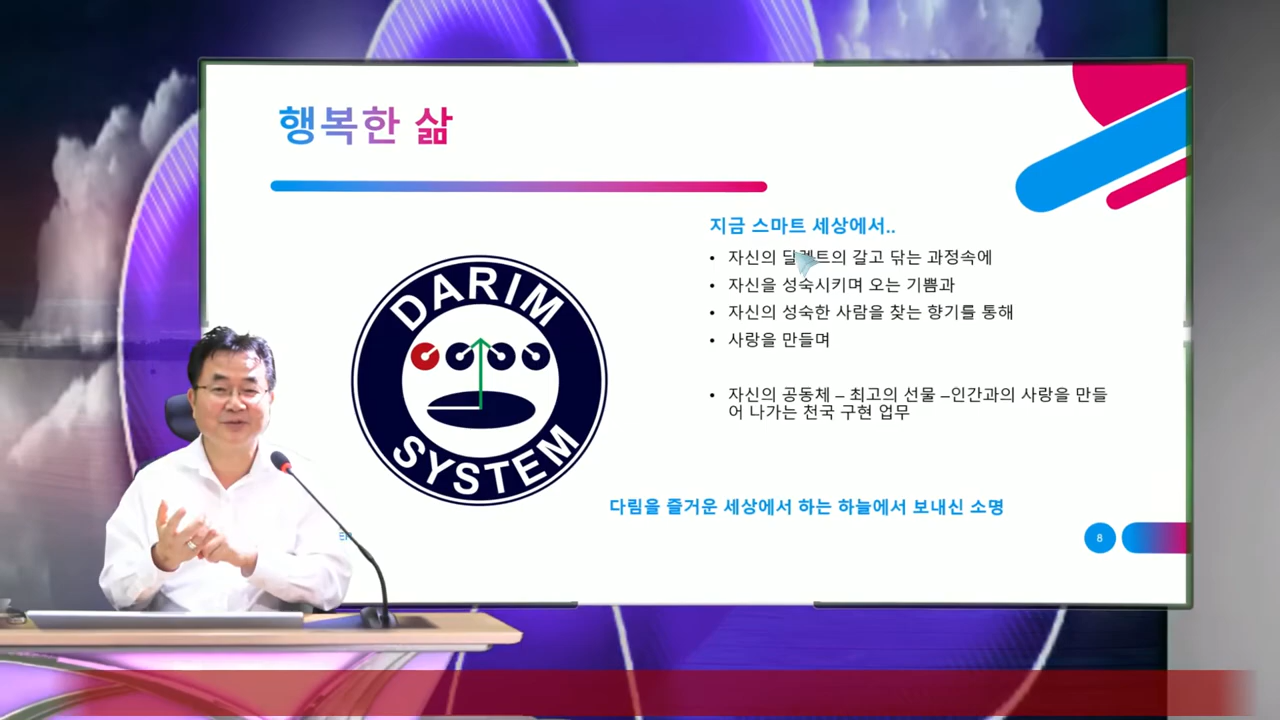 행복한 삶
지금 스마트 세상에서..
• 자신의 딜렌트의 갈고 닦는 과정속에
• 자신을 성숙시키며 오는 기쁨과
• 자신의 성숙한 사람을 찾는 향기를 통해
• 사랑을 만들며
• 자신의 공동체 – 최고의 선물 –인간과의 사랑을 만들
어 나가는 천국 구현 업무
DARIM
SYSTEM
다림을 즐거운 세상에서 하는 하늘에서 보내신 소명
8